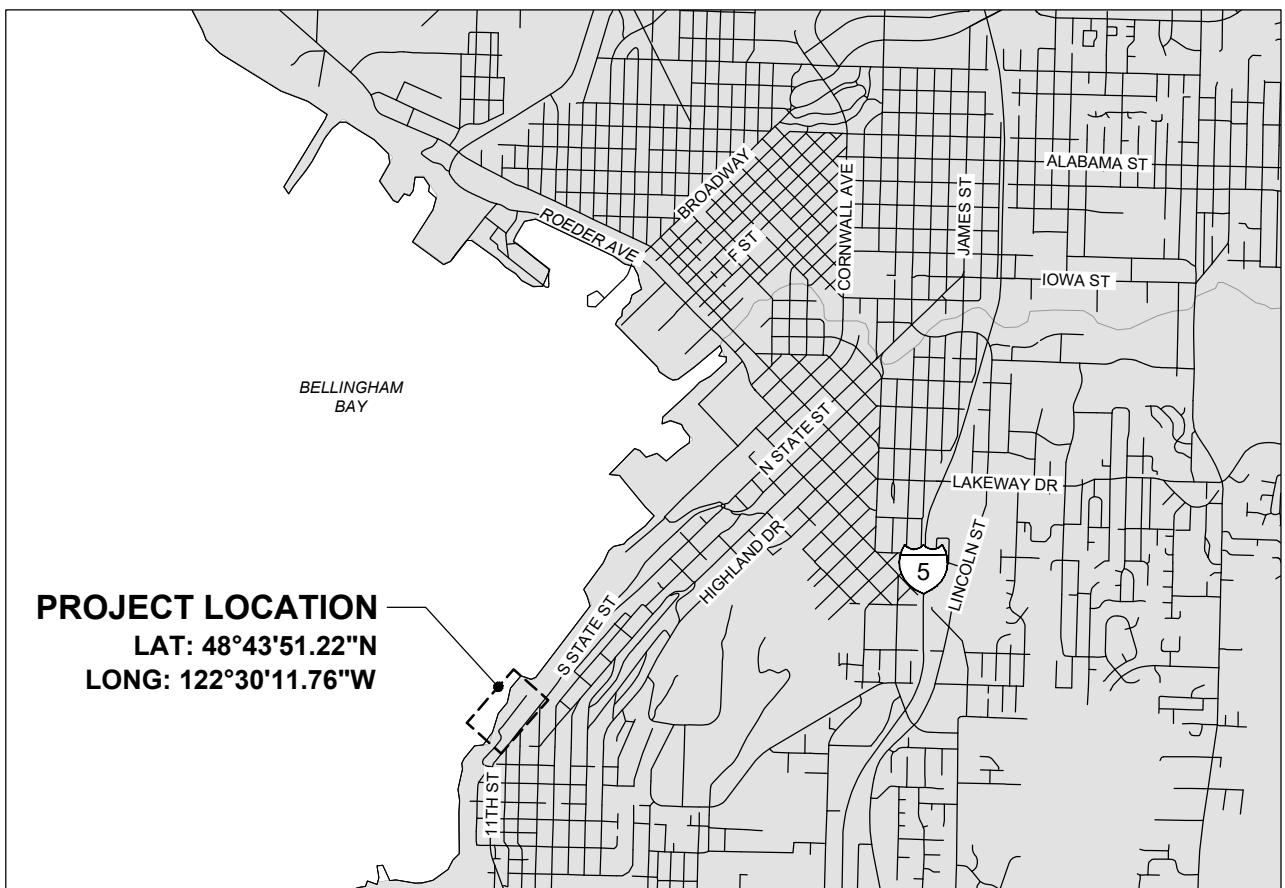 BROADWAY
ALABAMA ST
ROEDER AVE
F ST
CORNWALL AVE
JAMES ST
IOWA ST
BELLINGHAM
BAY
N STATE ST
LAKEWAY DR
HIGHLAND DR
5
LINCOLN ST
PROJECT LOCATION
LAT: 48°43'51.22"N
LONG: 122°30'11.76"W
S STATE ST
11TH ST